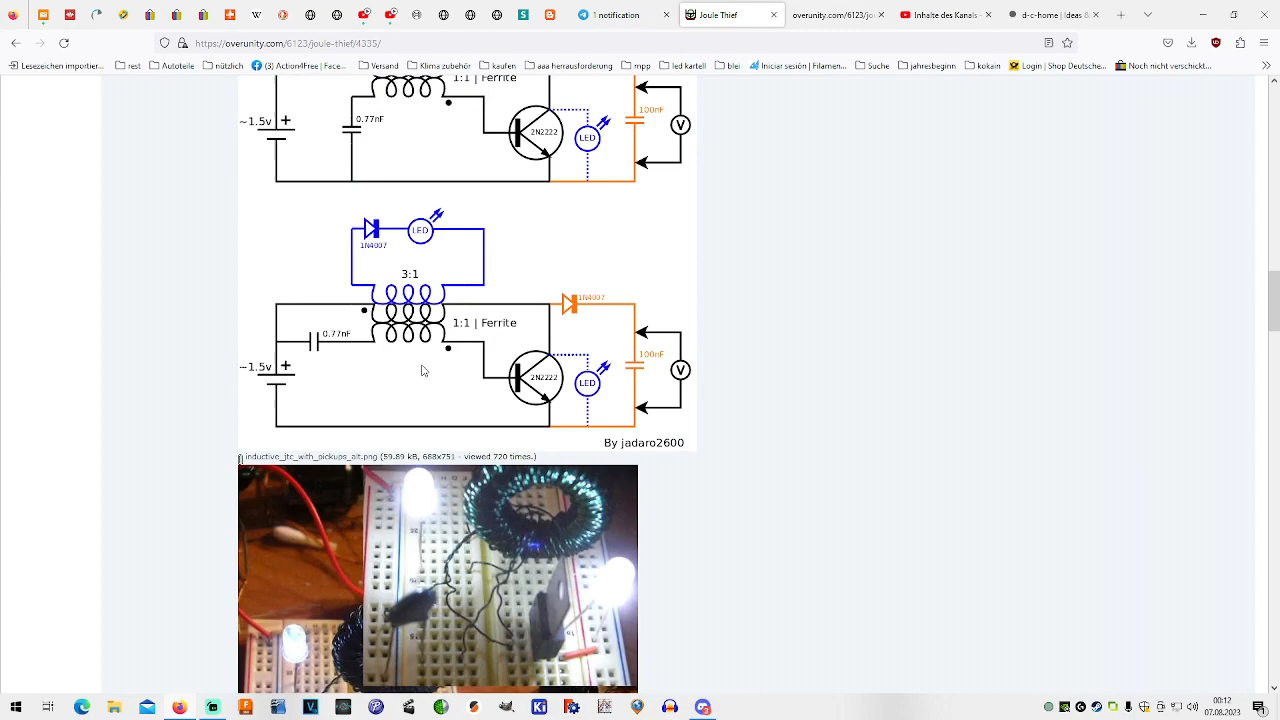 1 notification
Joule Thief
overunity.com/6123/jo
Inhalte des Kanals
d-c-home · Ideadea
https://overunity.com/6123/joule-thief/4335/
Lesezeichen importier...
rest
Autoteile
nützlich
(3) Action4Free | Face...
Versand
Klima zubehör
kaufen
aaa herrausforderung
mpp
led kartell
blei
Iniciar sesión | Filamen...
Suche
jahresbeginn
kokain
Login | Shop Deutschc...
Noch nicht verschickt...
1:1 | Ferrite
~1.5v +
0.77nF
2N2222
LED
100nF
V
LED
1N4007
3:1
1N4007
1:1 | Ferrite
0.77nF
~1.5v +
2N2222
LED
100nF
V
By jadaro2600
inductive_jtc_with_pickups_alt.png (59.89 kB, 688x751 - viewed 720 times.)
00:12
07.09.2023